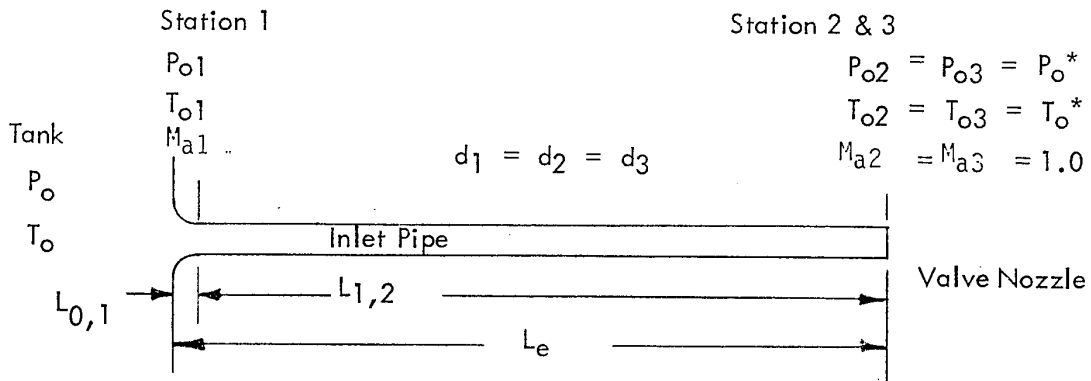 Station 1
Station 2 & 3
Po1
Po2 = Po3 = Po*
To1
To2 = To3 = To*
Tank
Ma1 ..
d1 = d2 = d3
Ma2 = Ma3 = 1.0
Po
To
Inlet Pipe
L0,1
L1,2
Valve Nozzle
Le